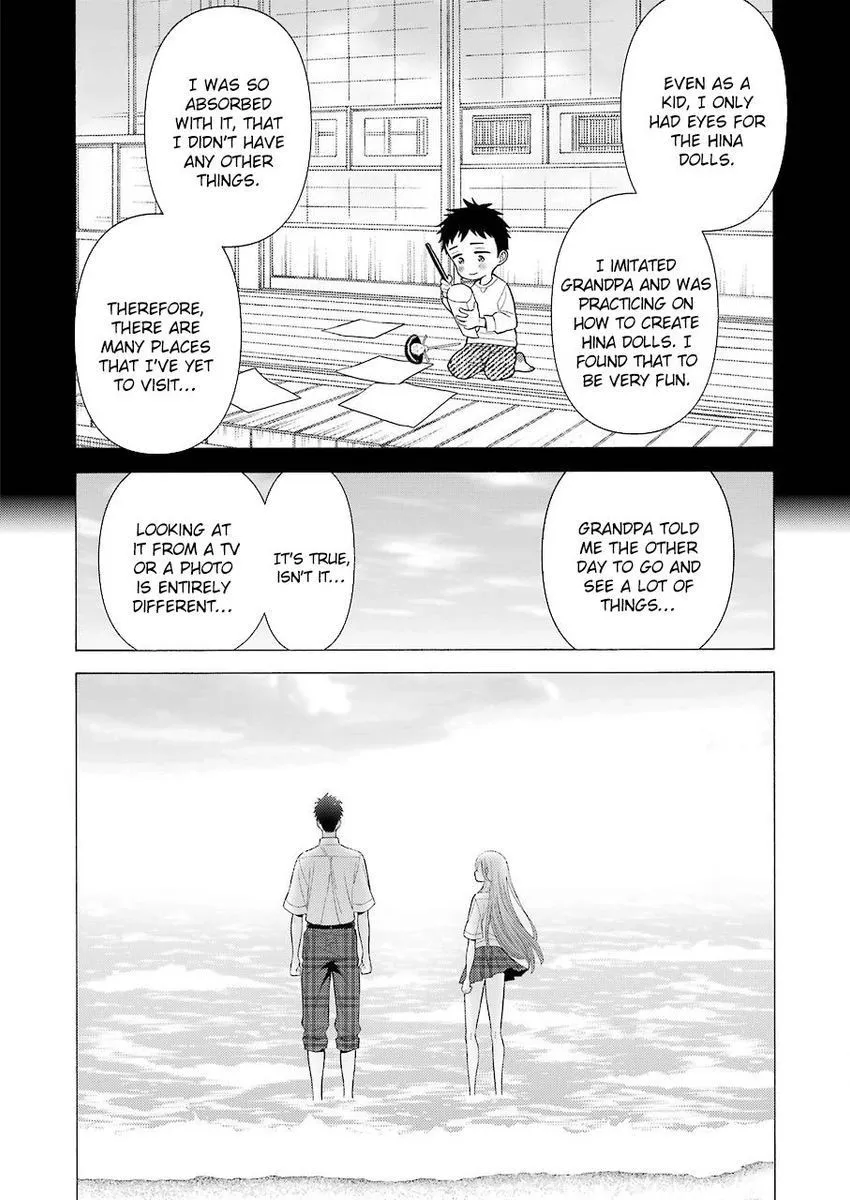 EVEN AS A
KID, I ONLY
HAD EYES FOR
THE HINA
DOLLS.
I IMITATED
GRANDPA AND WAS
PRACTICING ON
HOW TO CREATE
HINA DOLLS. I
FOUND THAT TO
BE VERY FUN.
I WAS SO
ABSORBED
WITH IT, THAT
I DIDN'T HAVE
ANY OTHER
THINGS.
THEREFORE,
THERE ARE
MANY PLACES
THAT I'VE YET
TO VISIT...
GRANDPA TOLD
ME THE OTHER
DAY TO GO AND
SEE A LOT OF
THINGS...
IT'S TRUE,
ISN'T IT...
LOOKING AT
IT FROM A TV
OR A PHOTO
IS ENTIRELY
DIFFERENT...